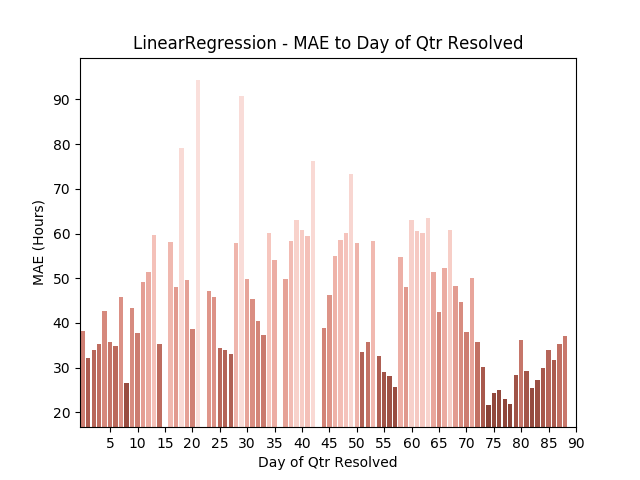 LinearRegression - MAE to Day of Qtr Resolved
MAE (Hours)
90
80
70
60
50
40
30
20
5 10 15 20 25 30 35 40 45 50 55 60 65 70 75 80 85 90
Day of Qtr Resolved